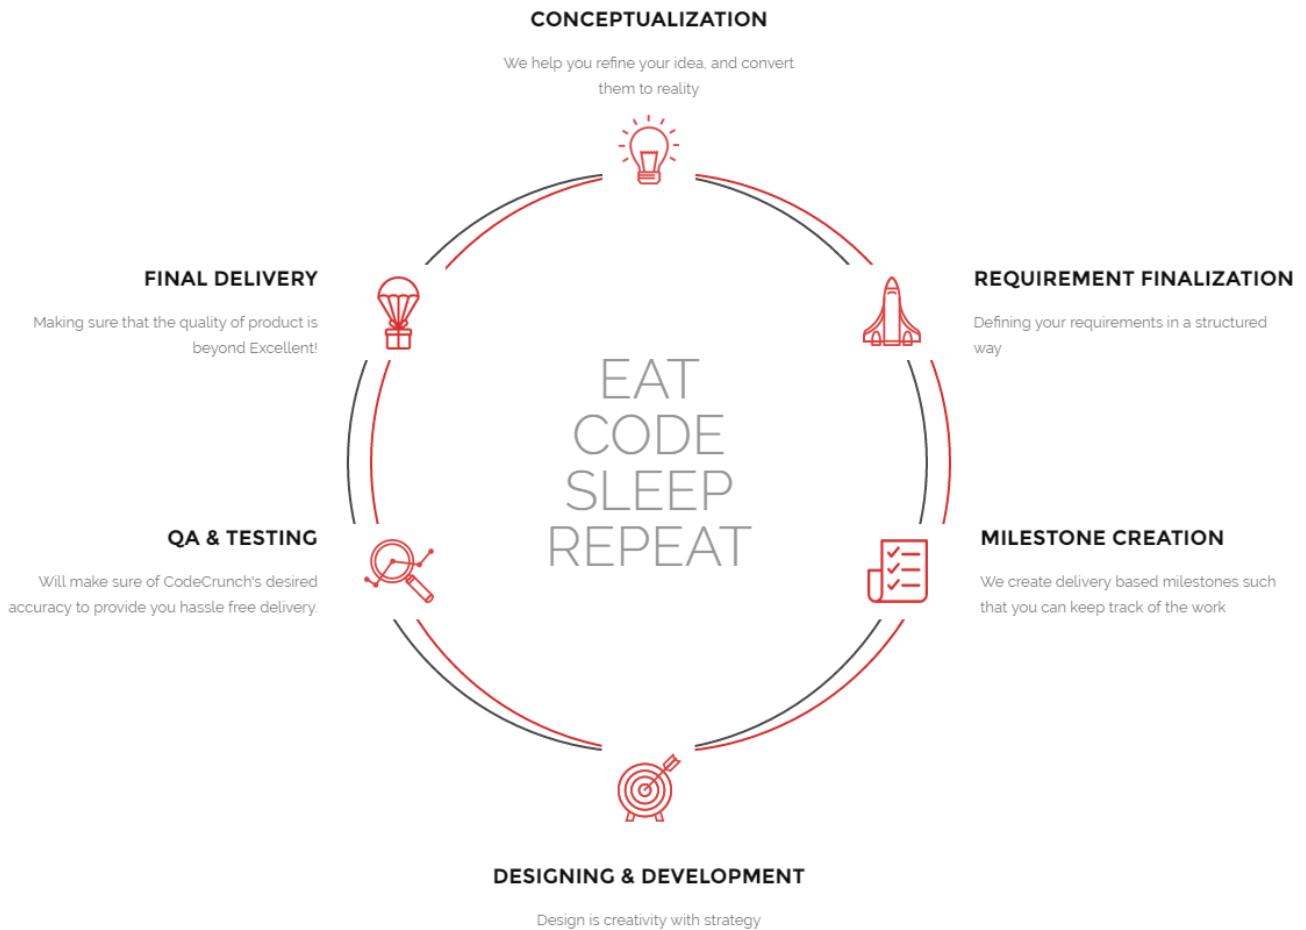 CONCEPTUALIZATION
We help you refine your idea, and convert
them to reality
REQUIREMENT FINALIZATION
Defining your requirements in a structured
way
MILESTONE CREATION
We create delivery based milestones such
that you can keep track of the work
DESIGNING & DEVELOPMENT
Design is creativity with strategy
QA & TESTING
Will make sure of CodeCrunch's desired
accuracy to provide you hassle free delivery.
FINAL DELIVERY
Making sure that the quality of product is
beyond Excellent!
EAT
CODE
SLEEP
REPEAT